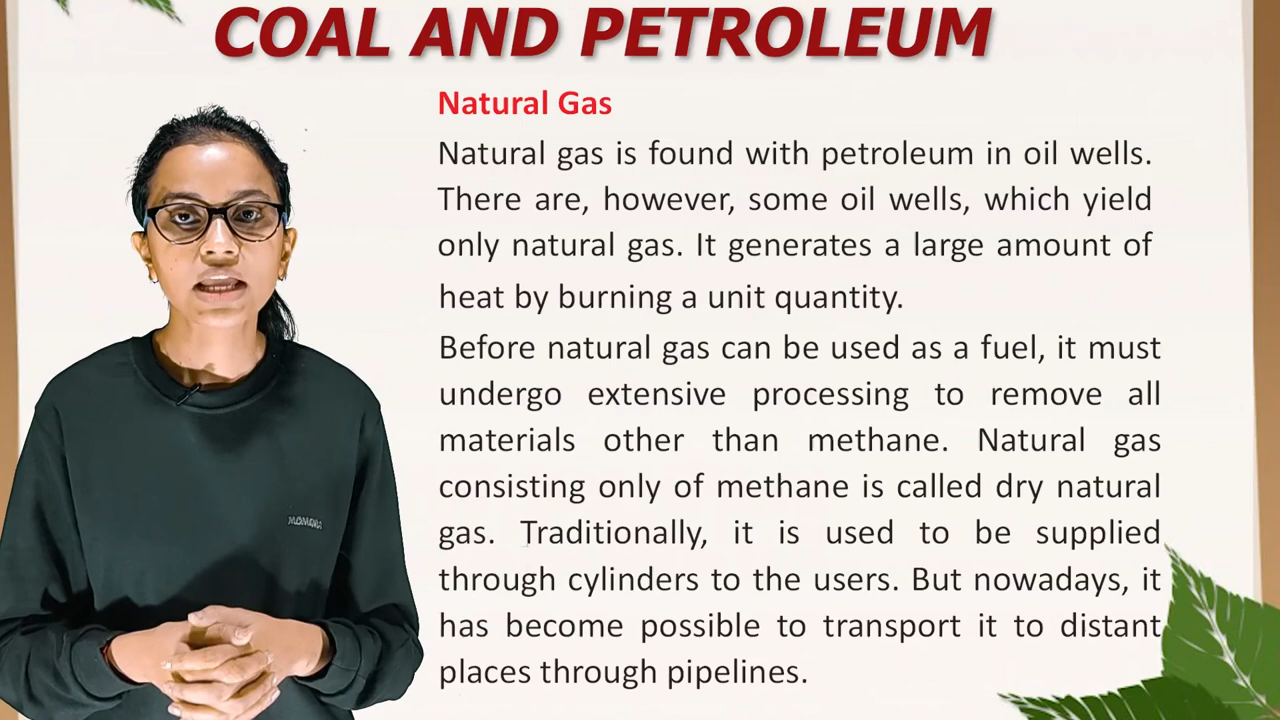 COAL AND PETROLEUM
Natural Gas
Natural gas is found with petroleum in oil wells.
There are, however, some oil wells, which yield
only natural gas. It generates a large amount of
heat by burning a unit quantity.
Before natural gas can be used as a fuel, it must
undergo extensive processing to remove all
materials other than methane. Natural gas
consisting only of methane is called dry natural
gas. Traditionally, it is used to be supplied
through cylinders to the users. But nowadays, it
has become possible to transport it to distant
places through pipelines.